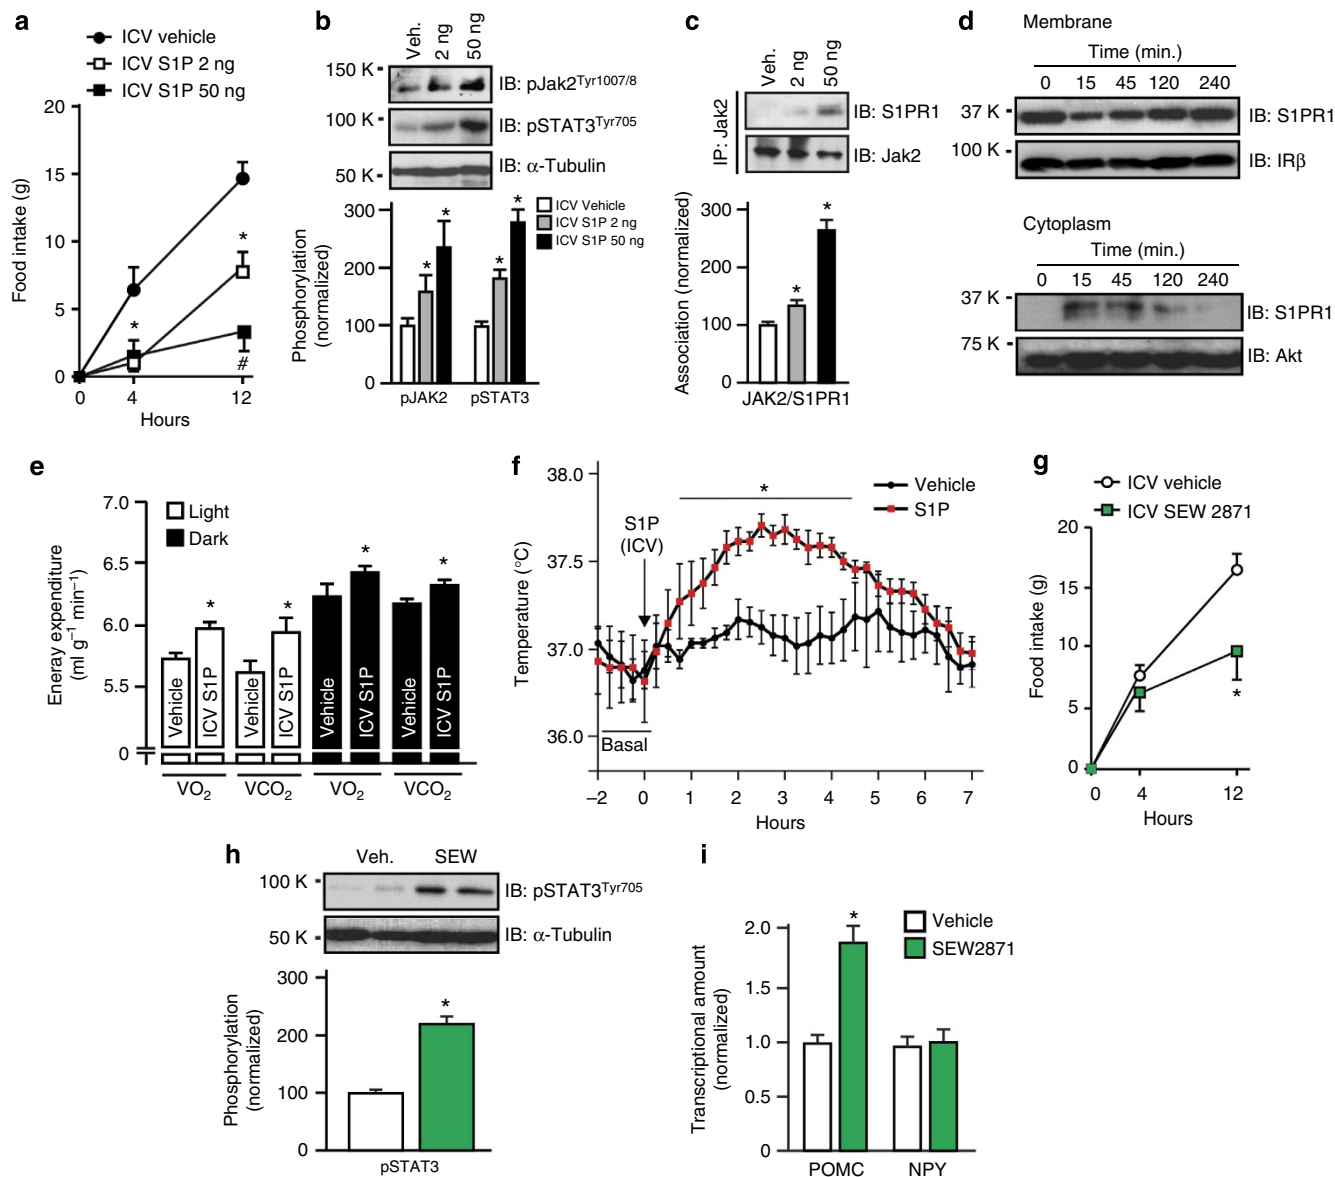 a
ICV vehicle
ICV S1P 2 ng
ICV S1P 50 ng
Food intake (g)
20
15
10
5
0
*
*
#
0 4 12
Hours
b
Veh. 2 ng 50 ng
150 K
IB: pJak2Tyr1007/8
100 K
IB: pSTAT3Tyr705
50 K
IB: α-Tubulin
ICV Vehicle
ICV S1P 2 ng
ICV S1P 50 ng
Phosphorylation
(normalized)
300
200
100
0
* * * *
pJAK2 pSTAT3
c
Veh. 2 ng 50 ng
IP: Jak2
IB: S1PR1
IB: Jak2
Association (normalized)
300
200
100
0
* *
JAK2/S1PR1
d
Membrane
Time (min.)
0 15 45 120 240
37 K
IB: S1PR1
100 K
IB: IRβ
Cytoplasm
Time (min.)
0 15 45 120 240
37 K
IB: S1PR1
75 K
IB: Akt
e
Eneray expenditure
(ml g−1 min−1)
7.0
6.5
6.0
5.5
0
Light
Dark
* * * *
Vehicle ICV S1P Vehicle ICV S1P Vehicle ICV S1P Vehicle ICV S1P
VO2 VCO2 VO2 VCO2
f
Temperature (°C)
38.0
37.5
37.0
36.0
S1P
(ICV)
*
Vehicle
S1P
Basal
−2 0 1 2 3 4 5 6 7
Hours
g
ICV vehicle
ICV SEW 2871
Food intake (g)
20
15
10
5
0
*
0 4 12
Hours
h
Veh. SEW
100 K
IB: pSTAT3Tyr705
50 K
IB: α-Tubulin
Phosphorylation
(normalized)
300
200
100
0
*
pSTAT3
i
Transcriptional amount
(normalized)
2.0
1.5
1.0
0.5
0
*
Vehicle
SEW2871
POMC NPY